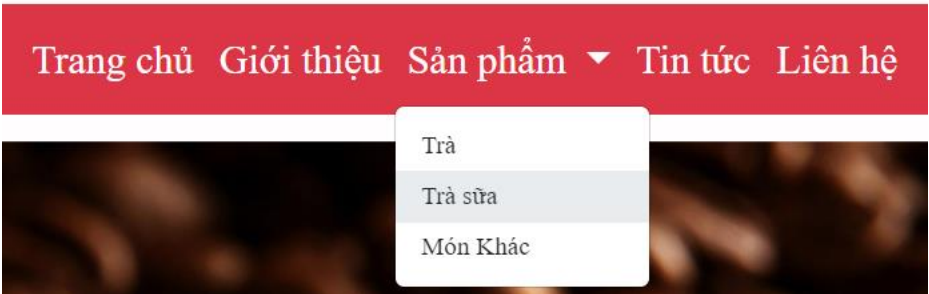 Trang chủ Giới thiệu Sản phẩm Tin tức Liên hệ
Trà
Trà sữa
Món Khác